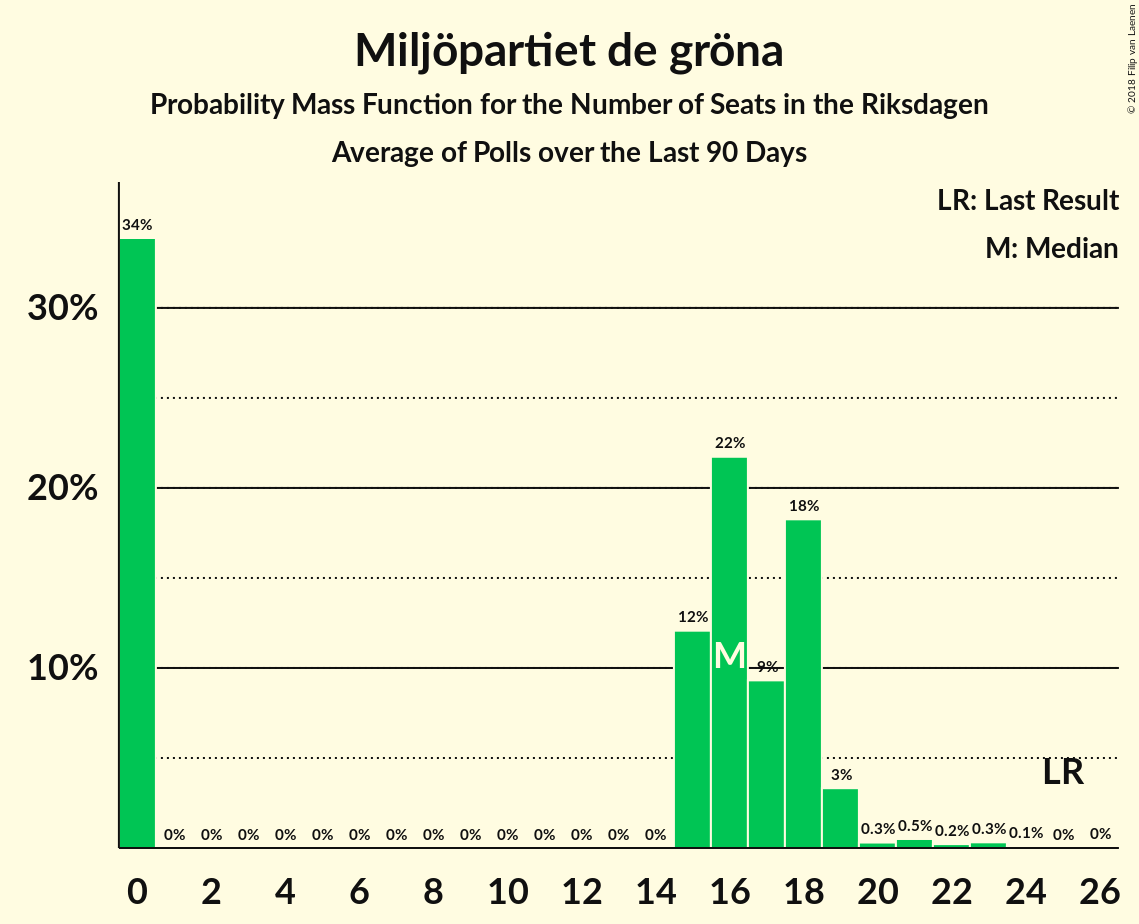 Miljöpartiet de gröna
Probability Mass Function for the Number of Seats in the Riksdagen
Average of Polls over the Last 90 Days
© 2018 Filip van Laenen
LR: Last Result
M: Median
34%
30%
22%
20%
18%
12%
M
10%
9%
LR
3%
0% 0% 0% 0% 0% 0% 0% 0% 0% 0% 0% 0% 0% 0% 0.3% 0.5% 0.2% 0.3% 0.1% 0% 0%
0 2 4 6 8 10 12 14 16 18 20 22 24 26